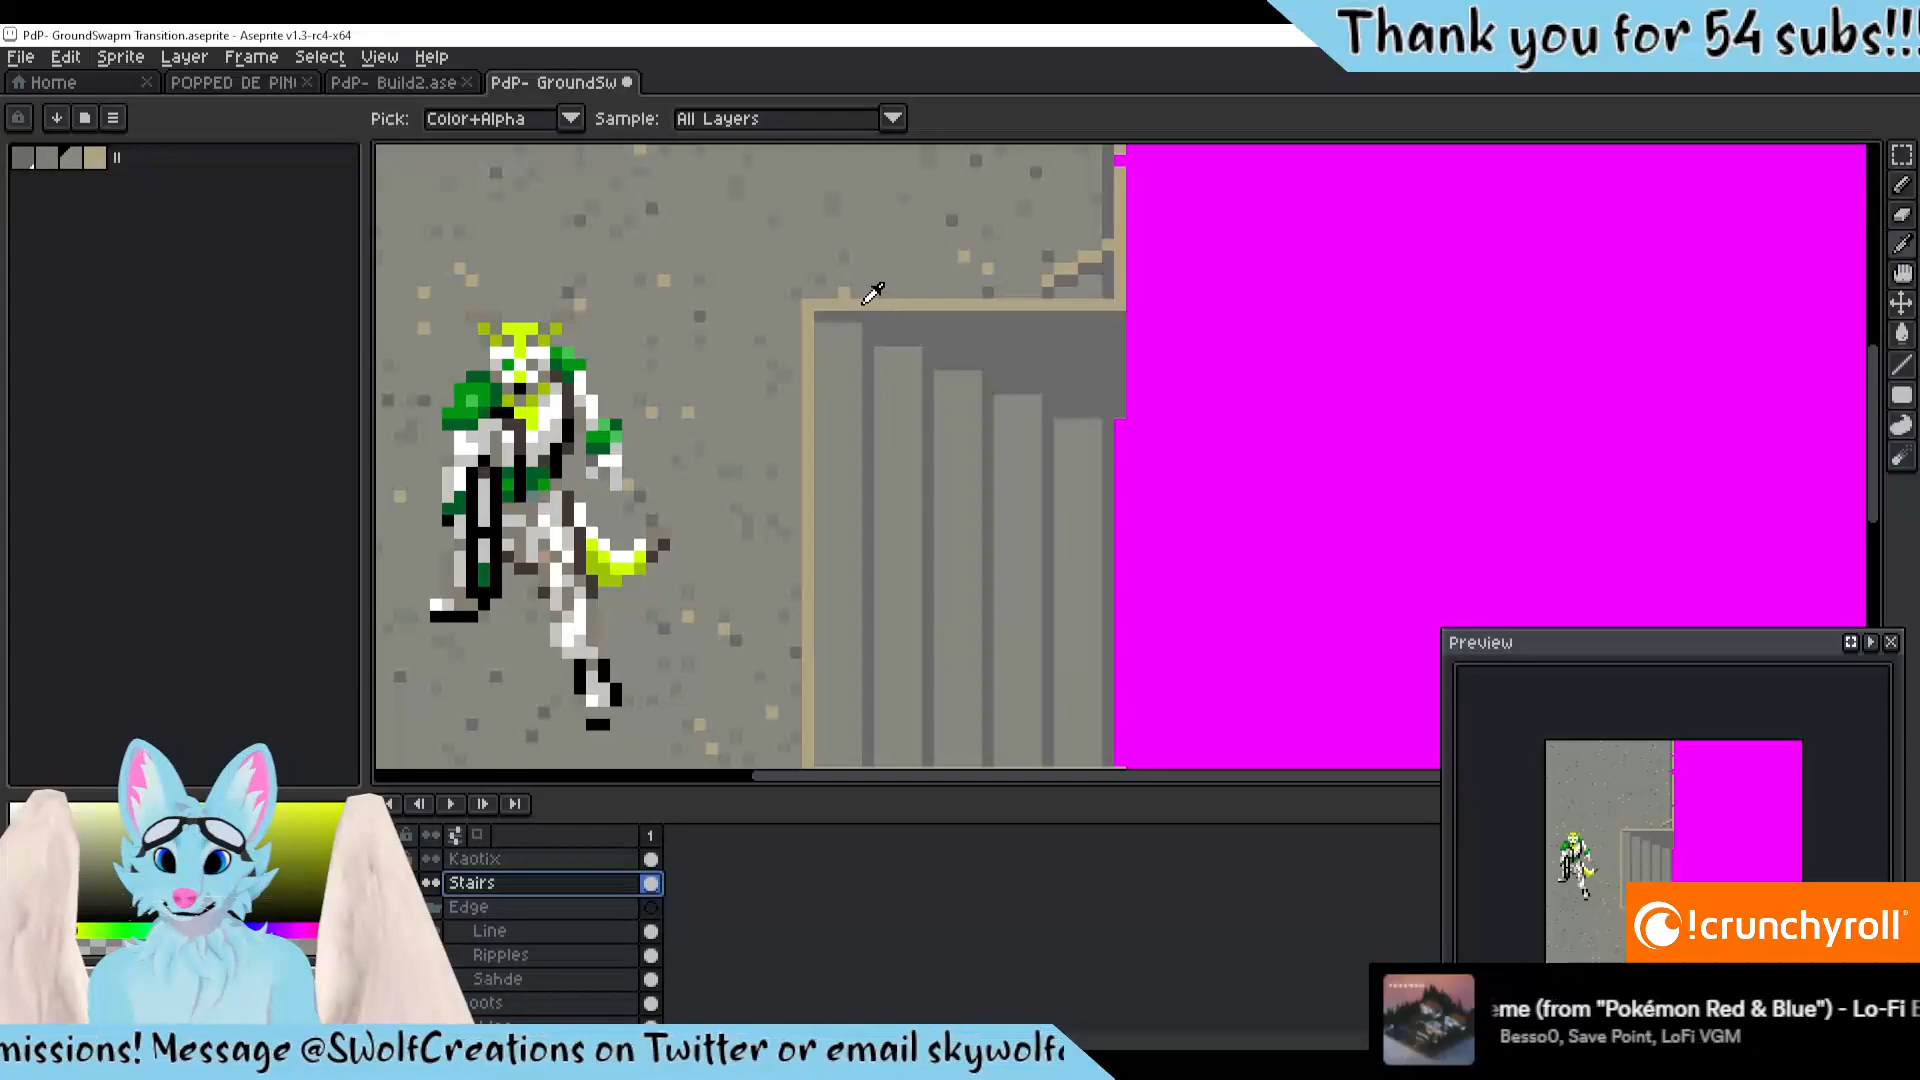 Thank you for 54 subs!!!
PdP- GroundSwapm Transition.aseprite - Aseprite v1.3-rc4-x64
File Edit Sprite Layer Frame Select View Help
Home
POPPED DE PIN
PdP- Build2.ase
PdP- GroundSw
Pick: Color+Alpha Sample: All Layers
Preview
1
Kaotix
Stairs
Edge
Line
Ripples
Sahde
oots
!crunchyroll
eme (from "Pokémon Red & Blue") - Lo-Fi E
BessoO, Save Point, LoFi VGM
missions! Message @SWolfCreations on Twitter or email skywolf